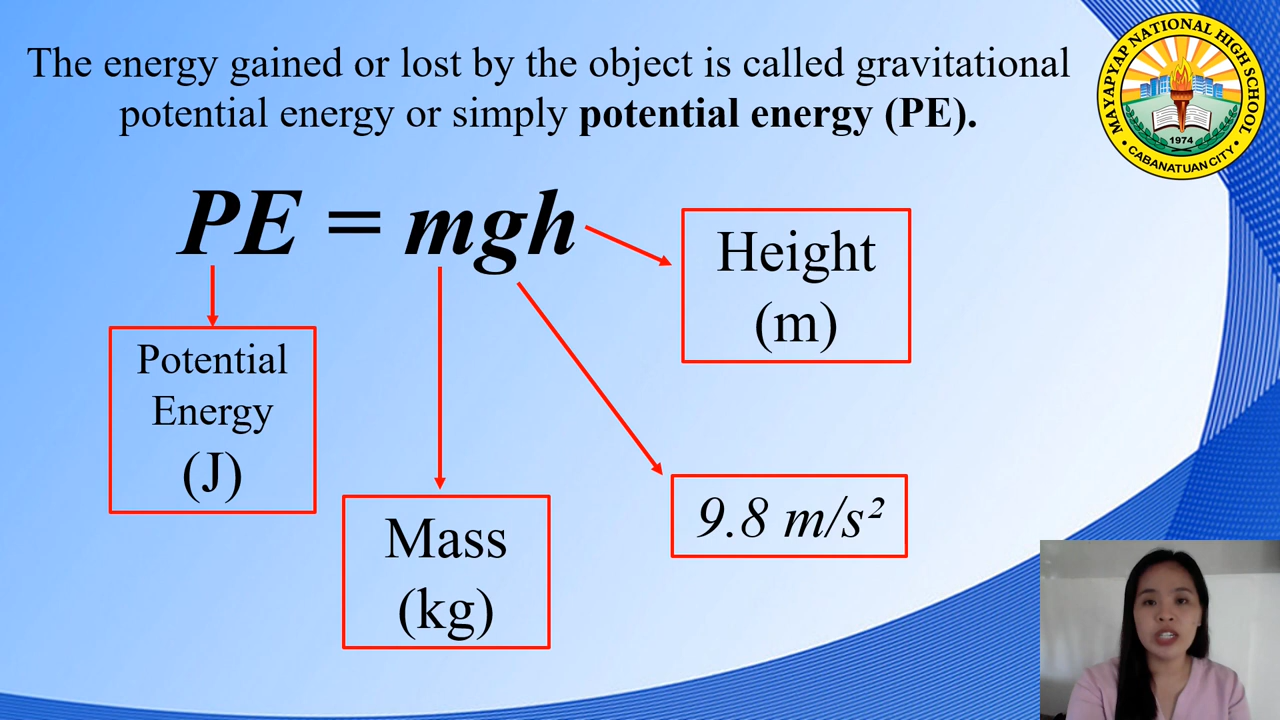 The energy gained or lost by the object is called gravitational
potential energy or simply potential energy (PE).
MAYAPYAP NATIONAL HIGH SCHOOL
1974
• CABANATUAN CITY •
PE = mgh
Height
(m)
Potential
Energy
(J)
Mass
(kg)
9.8 m/s²